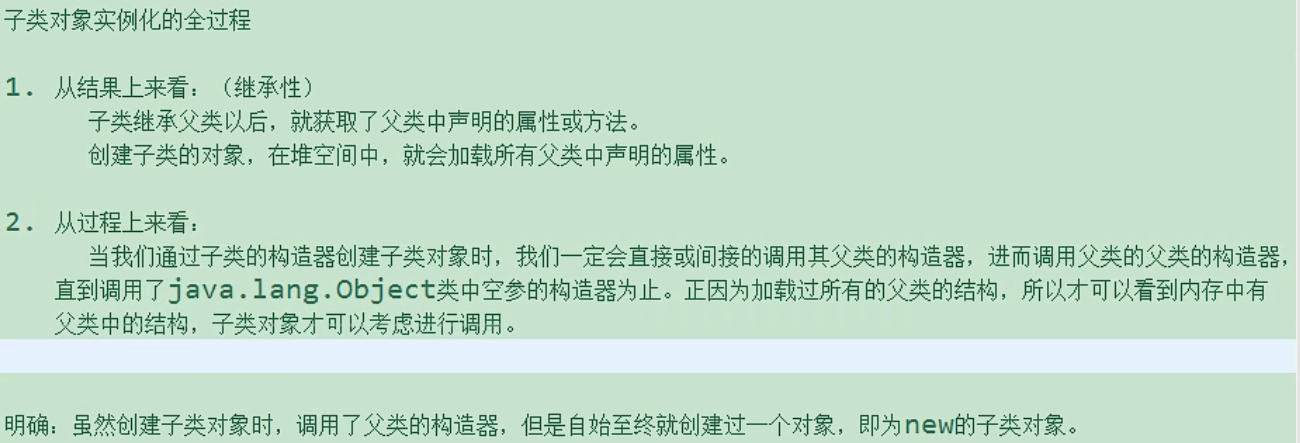 子类对象实例化的全过程
1. 从结果上来看：（继承性）
子类继承父类以后，就获取了父类中声明的属性或方法。
创建子类的对象，在堆空间中，就会加载所有父类中声明的属性。
2. 从过程上来看：
当我们通过子类的构造器创建子类对象时，我们一定会直接或间接的调用其父类的构造器，进而调用父类的父类的构造器，
直到调用了java.lang.Object类中空参的构造器为止。正因为加载过所有的父类的结构，所以才可以看到内存中有
父类中的结构，子类对象才可以考虑进行调用。
明确：虽然创建子类对象时，调用了父类的构造器，但是自始至终就创建过一个对象，即为new的子类对象。